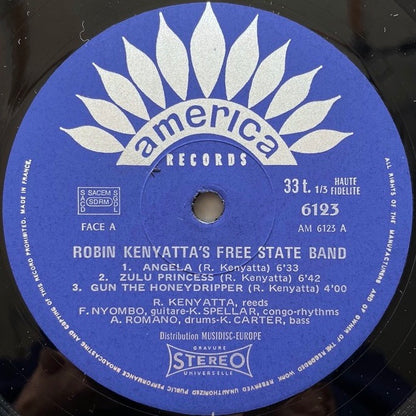 america
RECORDS
33 t. 1/3 HAUTE FIDELITE
6123
AM 6123 A
SACEM
SACD SDRM SGDL
FACE A
ROBIN KENYATTA'S FREE STATE BAND
1. ANGELA (R. Kenyatta) 6'33
2. ZULU PRINCESS (R. Kenyatta) 6'42
3. GUN THE HONEYDRIPPER (R. Kenyatta) 4'00
R. KENYATTA, reeds
F. NYOMBO, guitare-K. SPELLAR, congo-rhythms
A. ROMANO, drums-K. CARTER, bass
Distribution MUSIDISC-EUROPE
GRAVURE
STEREO
UNIVERSELLE
ALL RIGHTS OF THE MANUFACTURERS AND OF OWNER OF THE RECORDED WORK RESERVED UNAUTHORIZED PUBLIC PERFORMANCE BROADCASTING AND COPYING OF THIS RECORD PROHIBITED. MADE IN FRANCE.